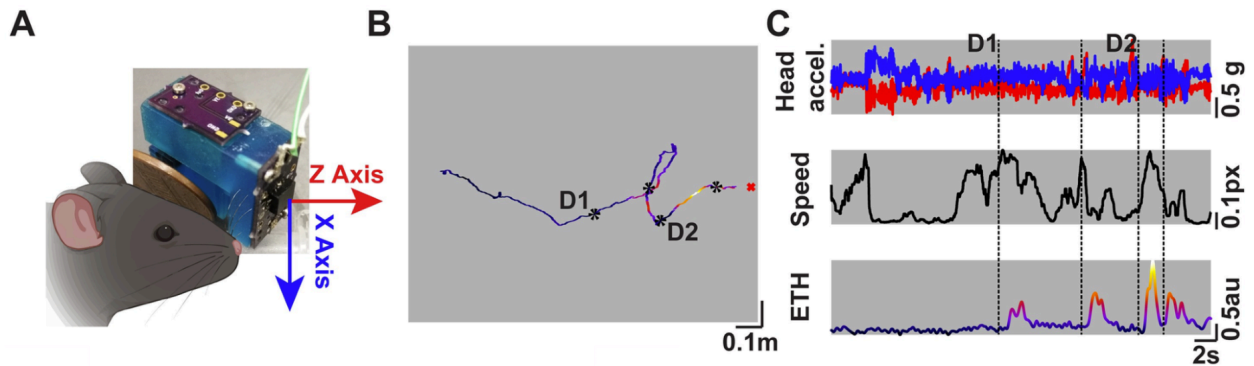 A
Z Axis
X Axis
B
D1
D2
0.1m
C
D1
D2
Head
accel.
0.5 g
Speed
0.1px
ETH
0.5au
2s